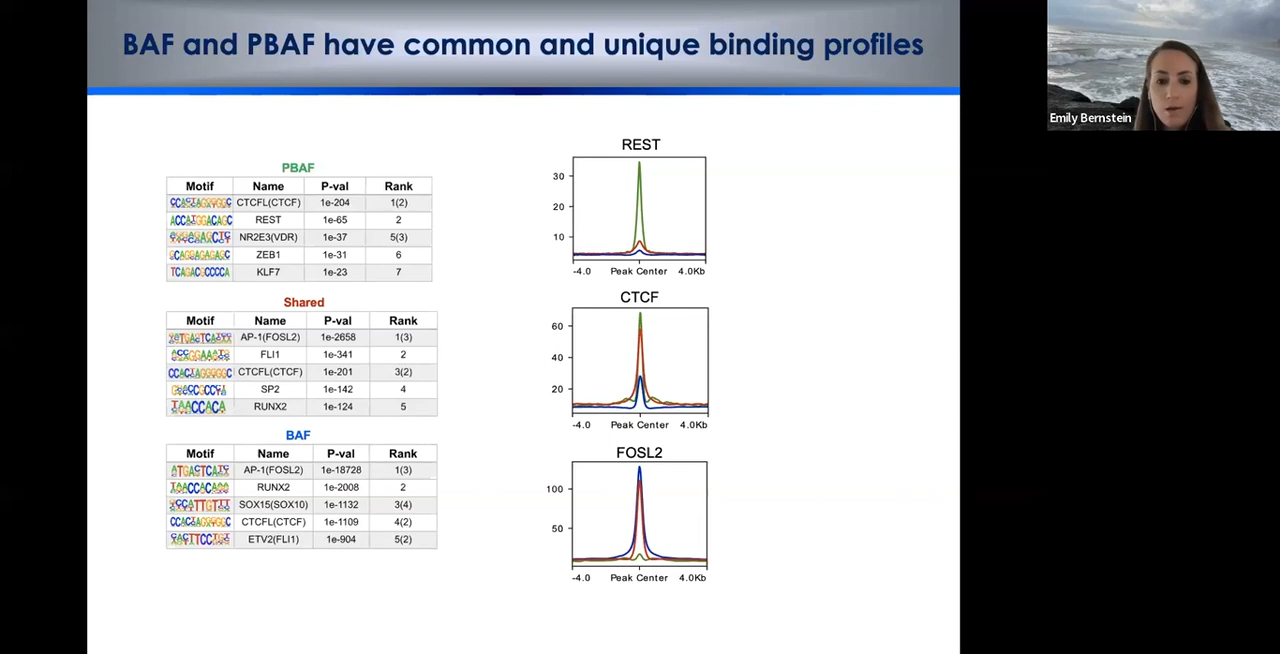 BAF and PBAF have common and unique binding profiles
Emily Bernstein
PBAF
Motif Name P-val Rank
CTCFL(CTCF) 1e-204 1(2)
REST 1e-65 2
NR2E3(VDR) 1e-37 5(3)
ZEB1 1e-31 6
KLF7 1e-23 7
Shared
Motif Name P-val Rank
AP-1(FOSL2) 1e-2658 1(3)
FLI1 1e-341 2
CTCFL(CTCF) 1e-201 3(2)
SP2 1e-142 4
RUNX2 1e-124 5
BAF
Motif Name P-val Rank
AP-1(FOSL2) 1e-18728 1(3)
RUNX2 1e-2008 2
SOX15(SOX10) 1e-1132 3(4)
CTCFL(CTCF) 1e-1109 4(2)
ETV2(FLI1) 1e-904 5(2)
REST
30
20
10
-4.0 Peak Center 4.0Kb
CTCF
60
40
20
-4.0 Peak Center 4.0Kb
FOSL2
100
50
-4.0 Peak Center 4.0Kb